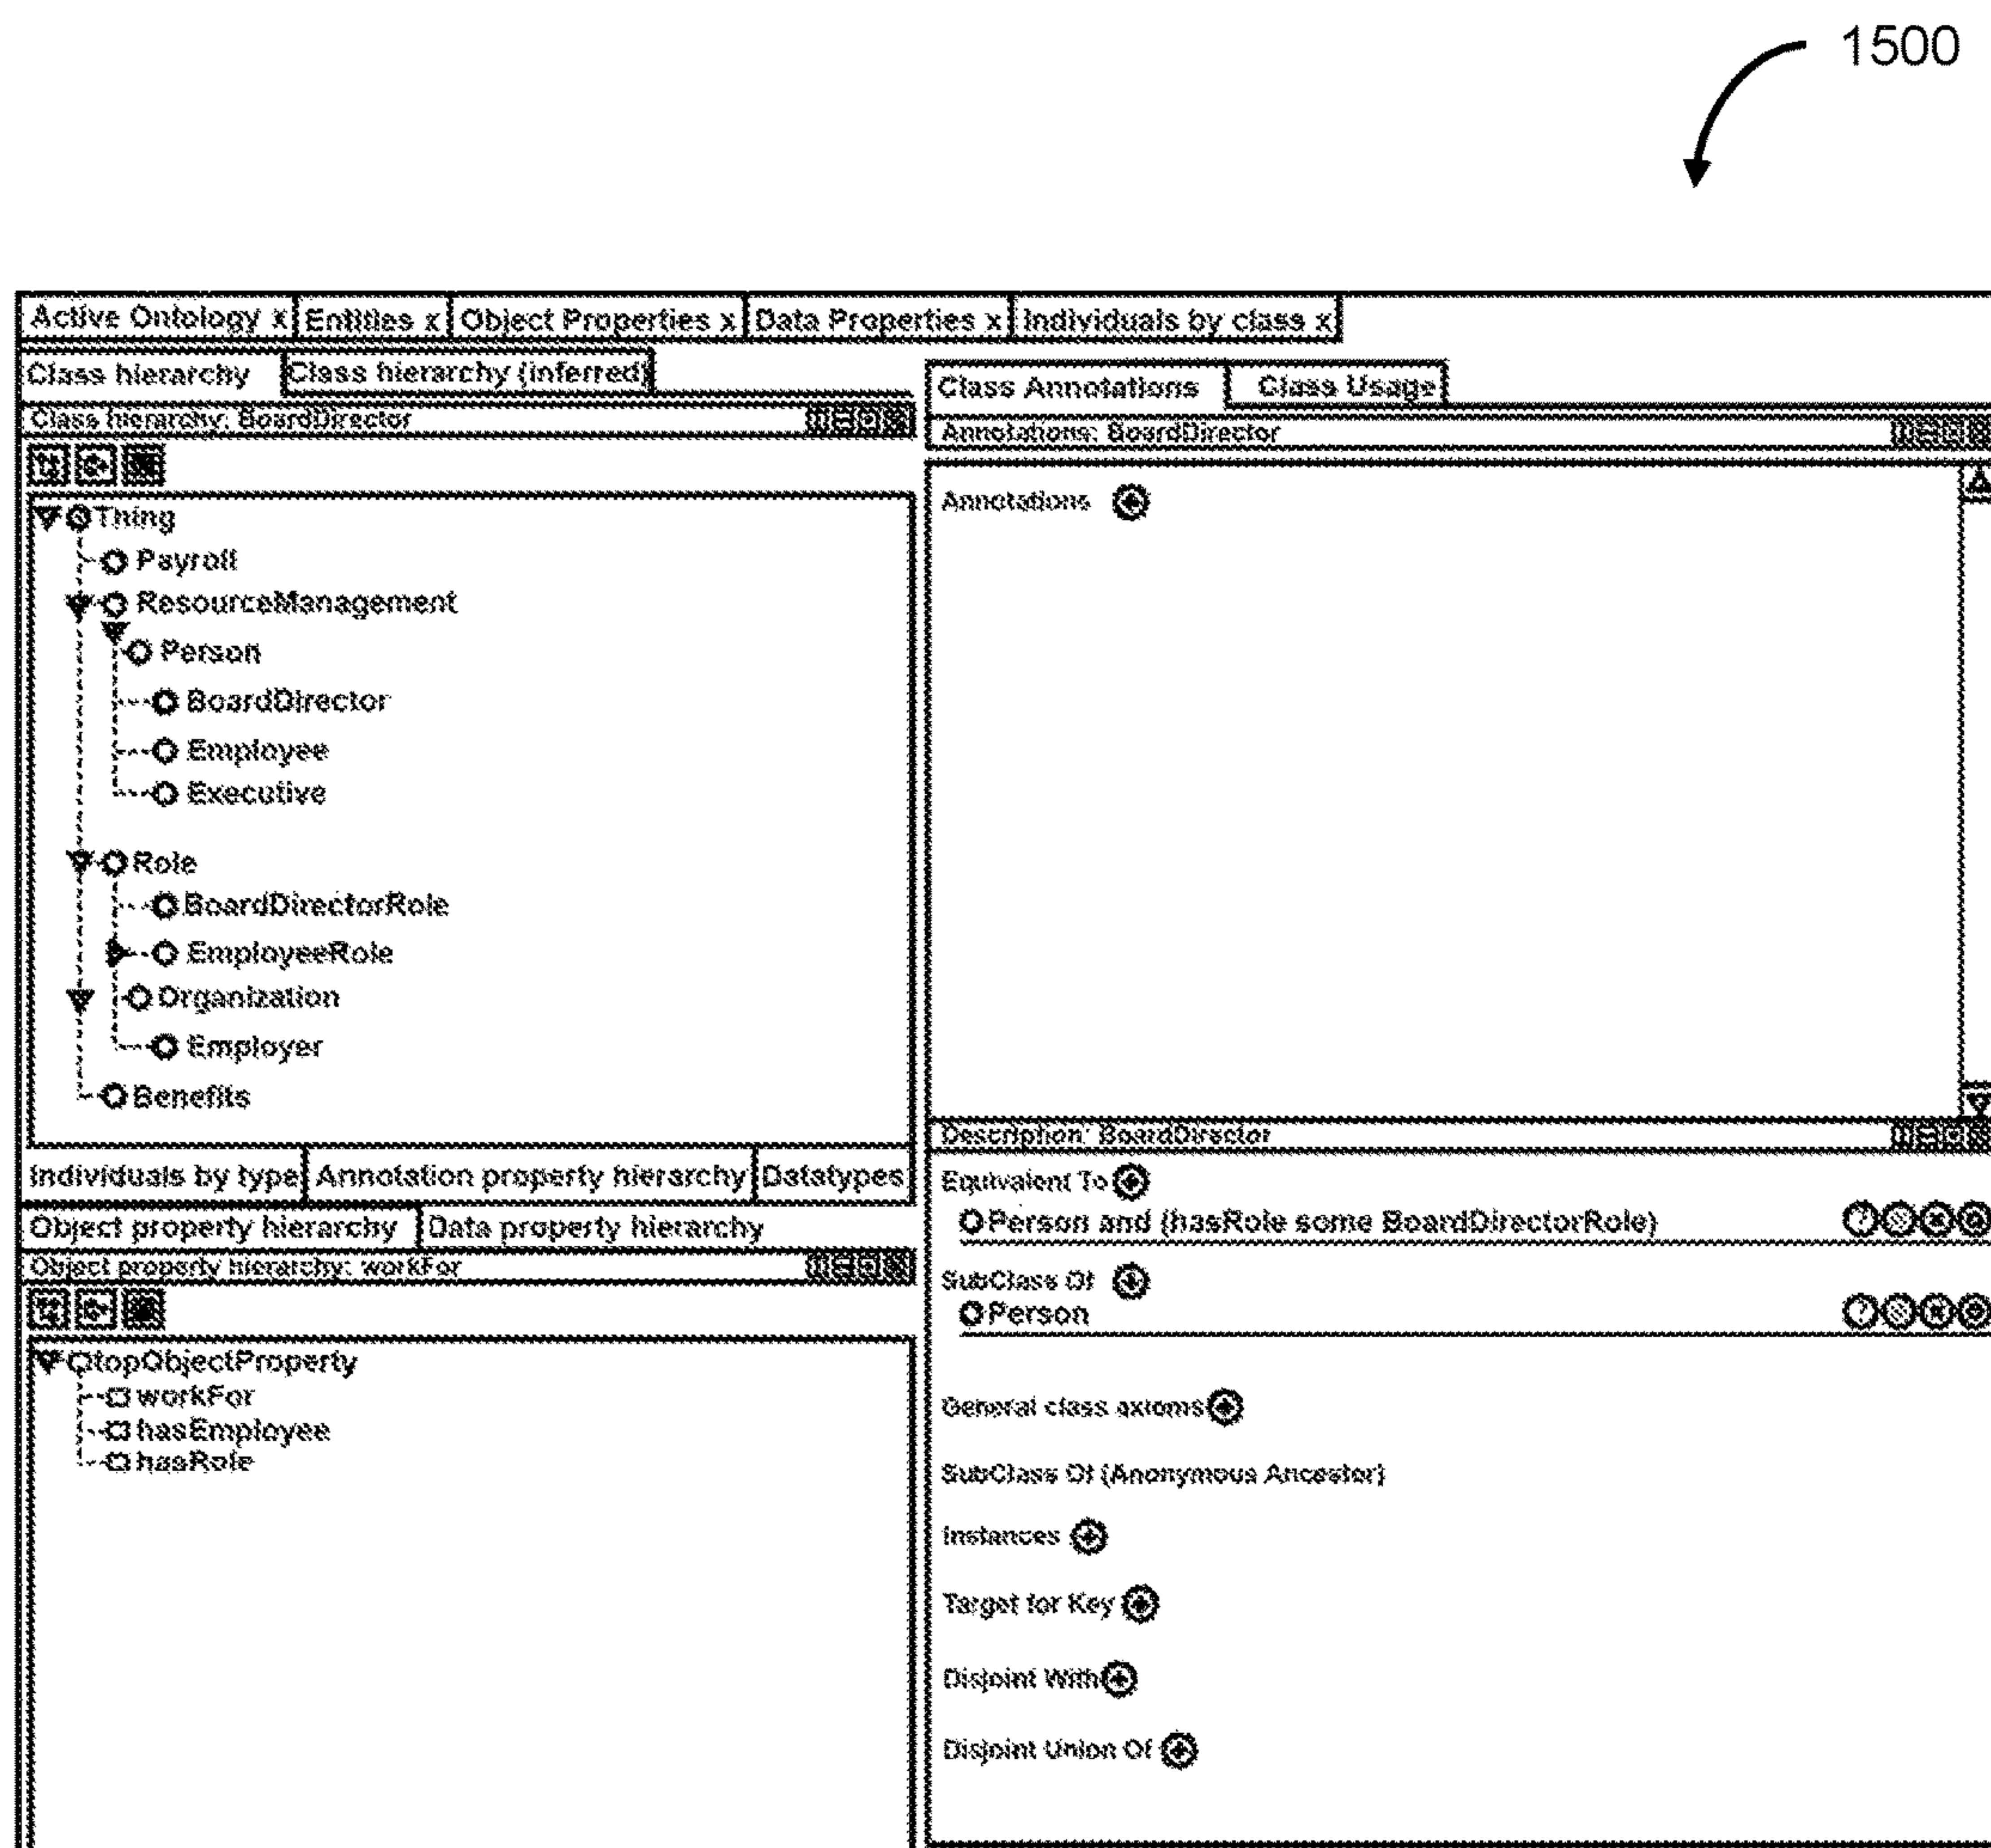 1500
Active Ontology x Entities x Object Properties x Data Properties x Individuals by class x
Class hierarchy Class hierarchy (inferred)
Class hierarchy: BoardDirector
Thing
Payroll
ResourceManagement
Person
BoardDirector
Employee
Executive
Role
BoardDirectorRole
EmployeeRole
Organization
Employer
Benefits
Individuals by type Annotation property hierarchy Datatypes
Object property hierarchy Data property hierarchy
Object property hierarchy: workFor
topObjectProperty
workFor
hasEmployee
hasRole
Class Annotations Class Usage
Annotations: BoardDirector
Annotations
Description: BoardDirector
Equivalent To
Person and (hasRole some BoardDirectorRole)
SubClass Of
Person
General class axioms
SubClass Of (Anonymous Ancestor)
Instances
Target for Key
Disjoint With
Disjoint Union Of